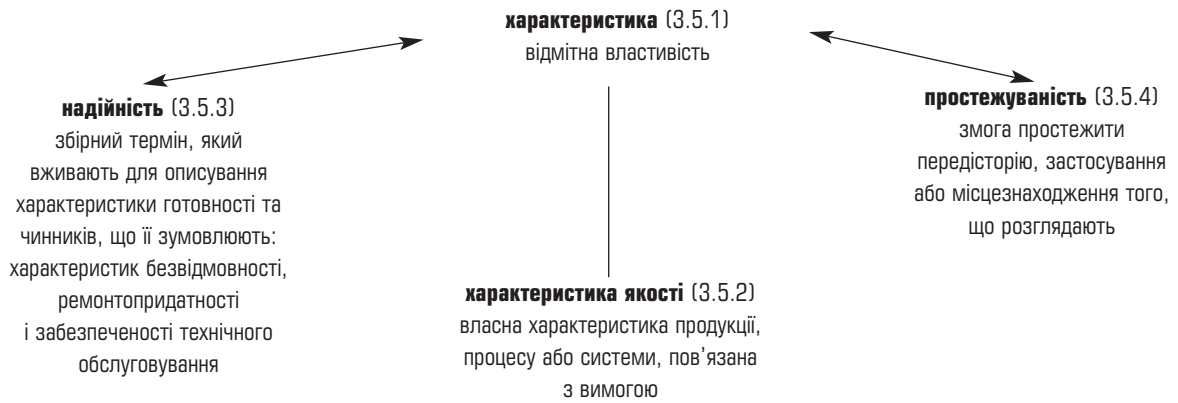 характеристика (3.5.1)
відмітна властивість
надійність (3.5.3)
збірний термін, який
вживають для описування
характеристики готовності та
чинників, що її зумовлюють:
характеристик безвідмовності,
ремонтопридатності
і забезпеченості технічного
обслуговування
простежуваність (3.5.4)
змога простежити
передісторію, застосування
або місцезнаходження того,
що розглядають
характеристика якості (3.5.2)
власна характеристика продукції,
процесу або системи, пов’язана
з вимогою